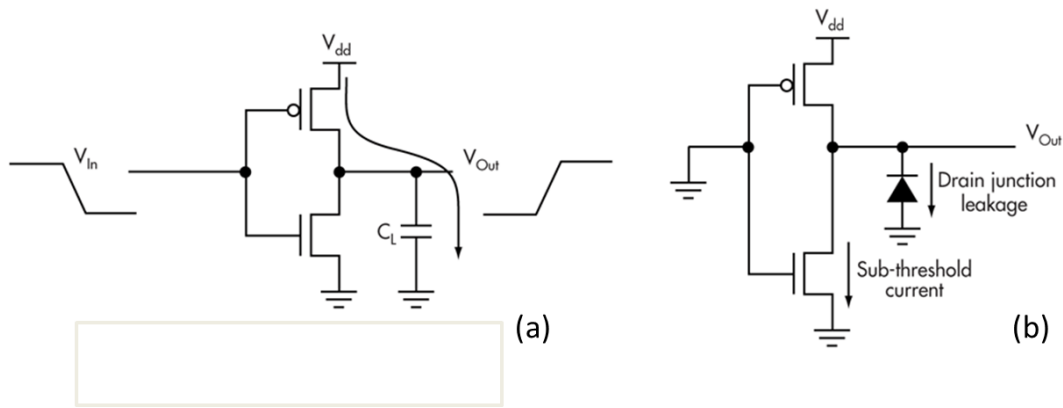 V_dd
V_In
V_Out
C_L
(a)
V_dd
V_Out
Drain junction
leakage
Sub-threshold
current
(b)